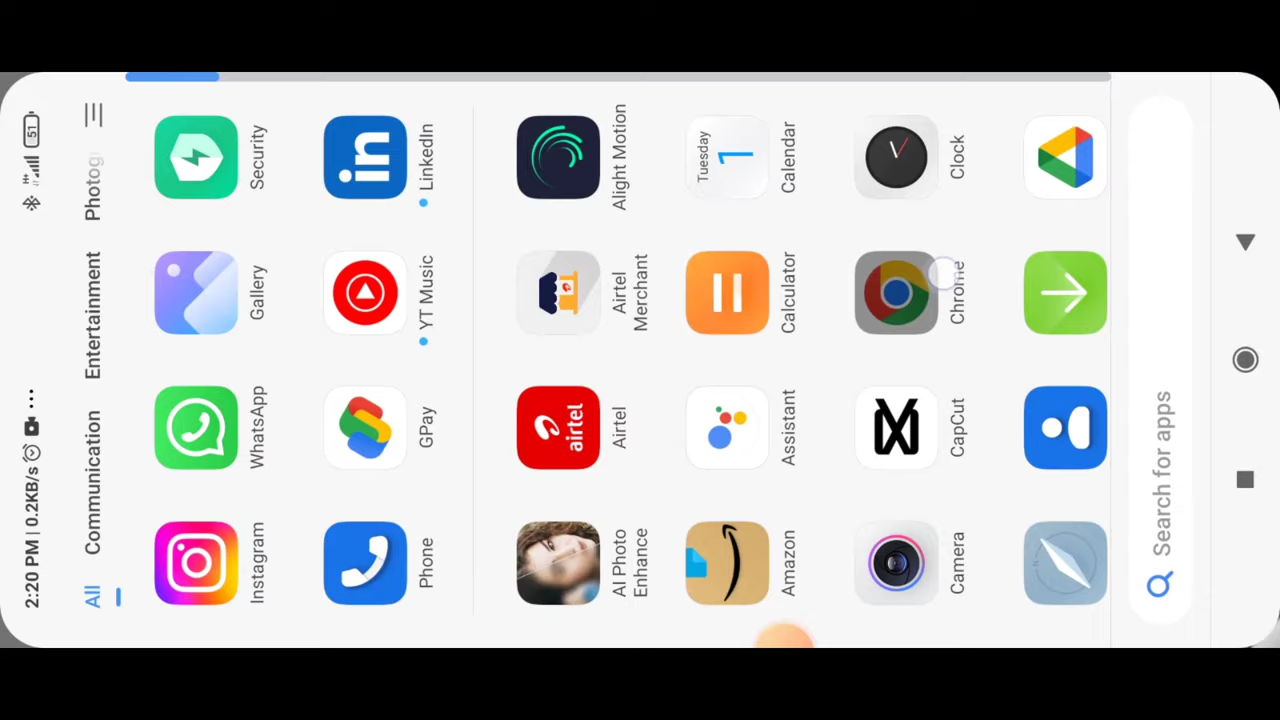 2:20 PM | 0.2KB/s ...
51
All Communication Entertainment Photog
Instagram WhatsApp Gallery Security
Phone GPay YT Music LinkedIn
AI Photo
Enhance
Airtel
Airtel
Merchant
Alight Motion
airtel
Amazon Assistant Calculator Calendar
Tuesday
1
Camera CapCut Chrome Clock
Search for apps